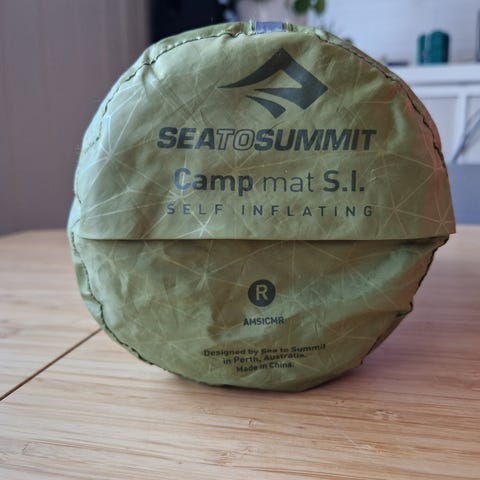 SEATOSUMMIT
Camp mat S.I.
SELF INFLATING
R
AMSICMR
Designed by Sea to Summit
in Perth, Australia.
Made in China.